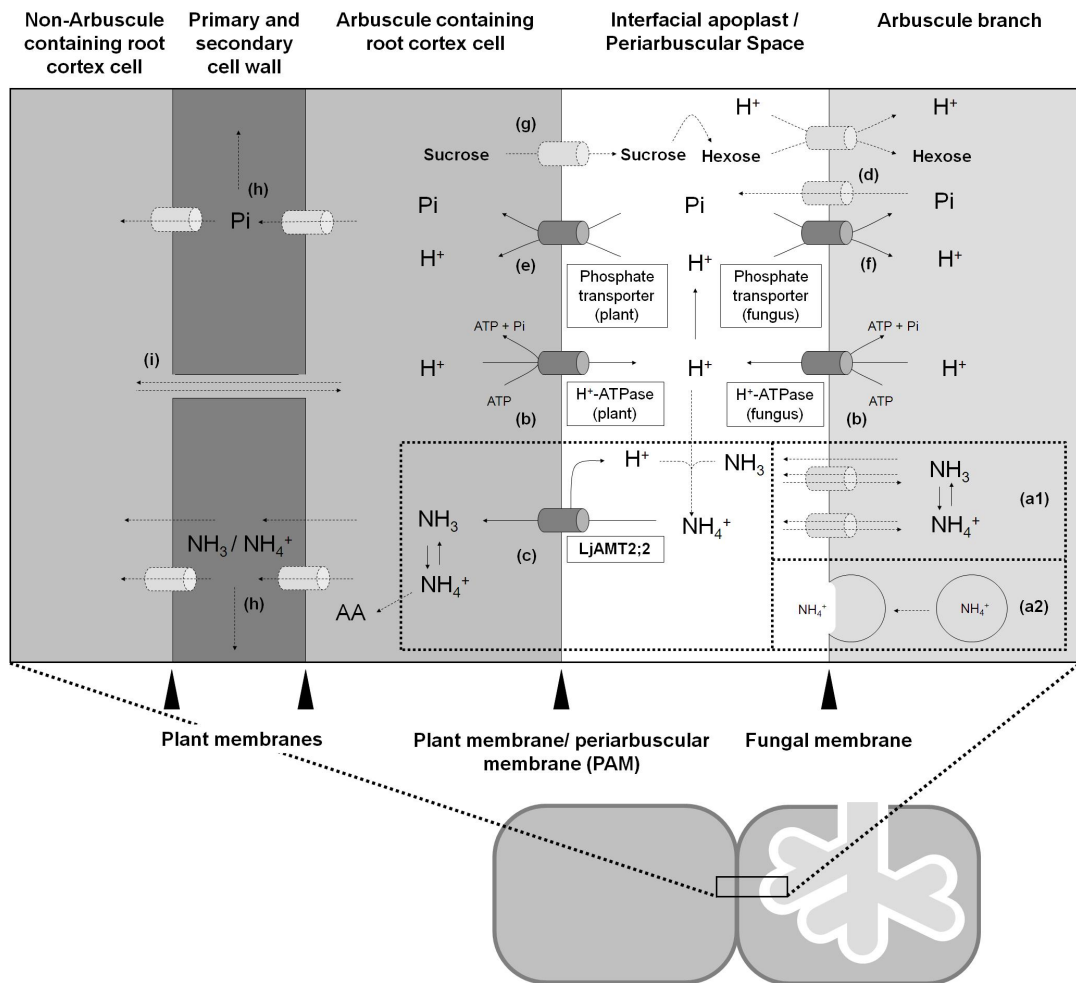 Non-Arbuscule
containing root
cortex cell
Primary and
secondary
cell wall
Arbuscule containing
root cortex cell
Interfacial apoplast /
Periarbuscular Space
Arbuscule branch
H⁺
H⁺
(g)
Sucrose
Sucrose
Hexose
Hexose
(d)
(h)
Pi
Pi
Pi
Pi
H⁺
(e)
H⁺
(f)
H⁺
Phosphate
transporter
(plant)
Phosphate
transporter
(fungus)
ATP + Pi
ATP + Pi
(i)
H⁺
H⁺
H⁺
ATP
ATP
(b)
H⁺-ATPase
(plant)
H⁺-ATPase
(fungus)
(b)
H⁺
NH₃
NH₃
(a1)
NH₄⁺
NH₃
NH₄⁺
NH₃ / NH₄⁺
(c)
LjAMT2;2
NH₄⁺
(h)
AA
NH₄⁺
NH₄⁺
(a2)
Plant membranes
Plant membrane/ periarbuscular
membrane (PAM)
Fungal membrane